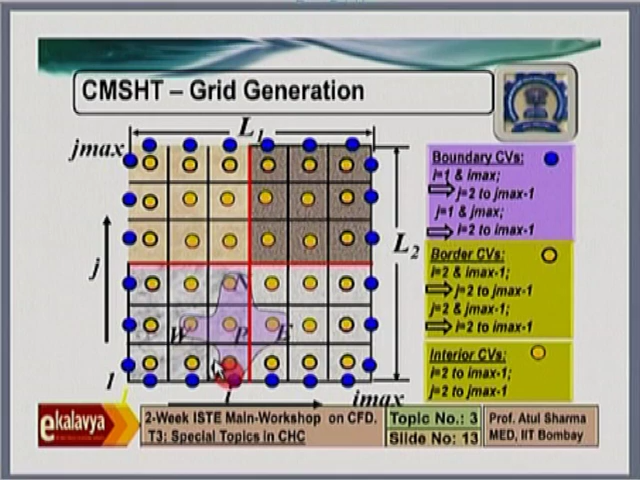 CMSHT – Grid Generation
L1
jmax
L2
j
N
W
P
E
1
i
imax
Boundary CVs:
i=1 & imax;
j=2 to jmax-1
j=1 & jmax;
i=2 to imax-1
Border CVs:
i=2 & imax-1;
j=2 to jmax-1
j=2 & jmax-1;
i=2 to imax-1
Interior CVs:
i=2 to imax-1;
j=2 to jmax-1
ekalavya
2-Week ISTE Main-Workshop on CFD.
T3: Special Topics in CHC
Topic No.: 3
Slide No: 13
Prof. Atul Sharma
MED, IIT Bombay